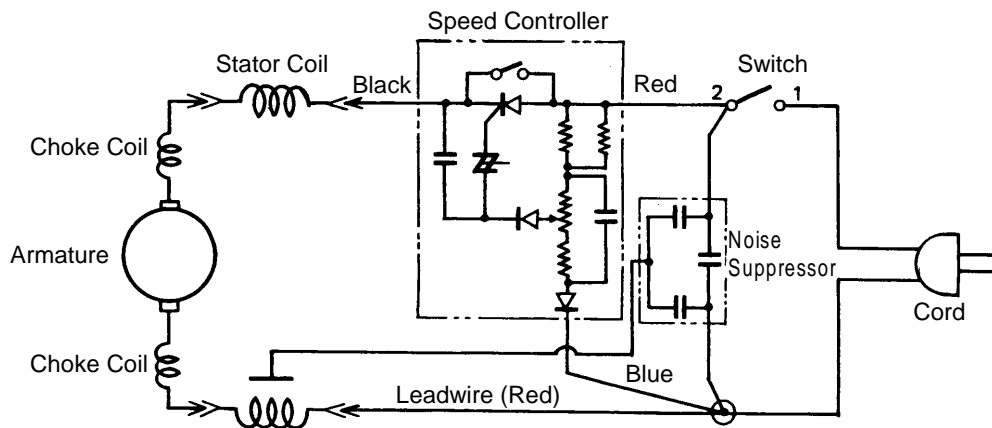 Speed Controller
Stator Coil
Black
Red
Switch
2
1
Choke Coil
Armature
Noise
Suppressor
Cord
Choke Coil
Blue
Leadwire (Red)